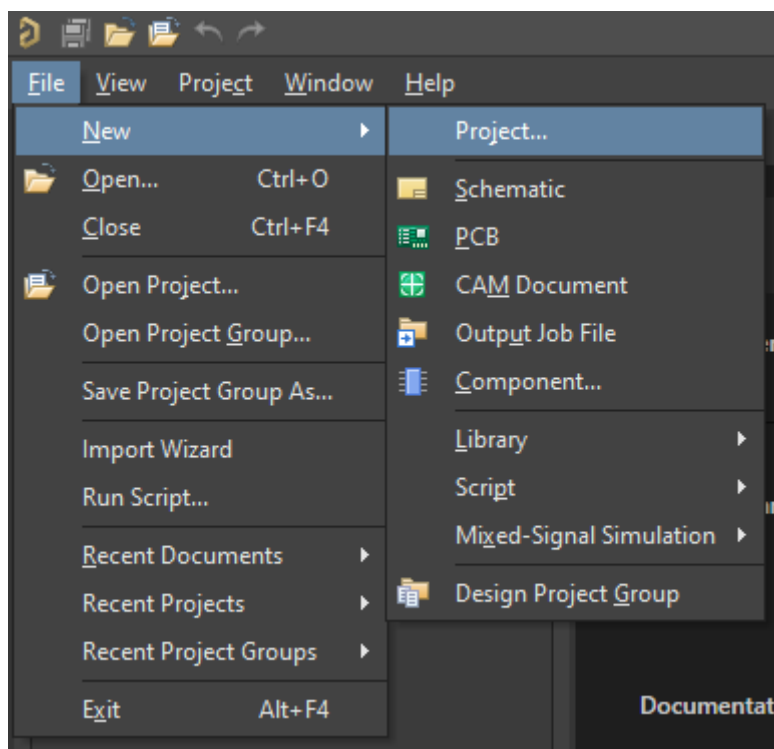 File View Project Window Help
New
Open... Ctrl+O
Close Ctrl+F4
Open Project...
Open Project Group...
Save Project Group As...
Import Wizard
Run Script...
Recent Documents
Recent Projects
Recent Project Groups
Exit Alt+F4
Project...
Schematic
PCB
CAM Document
Output Job File
Component...
Library
Script
Mixed-Signal Simulation
Design Project Group
Documentat